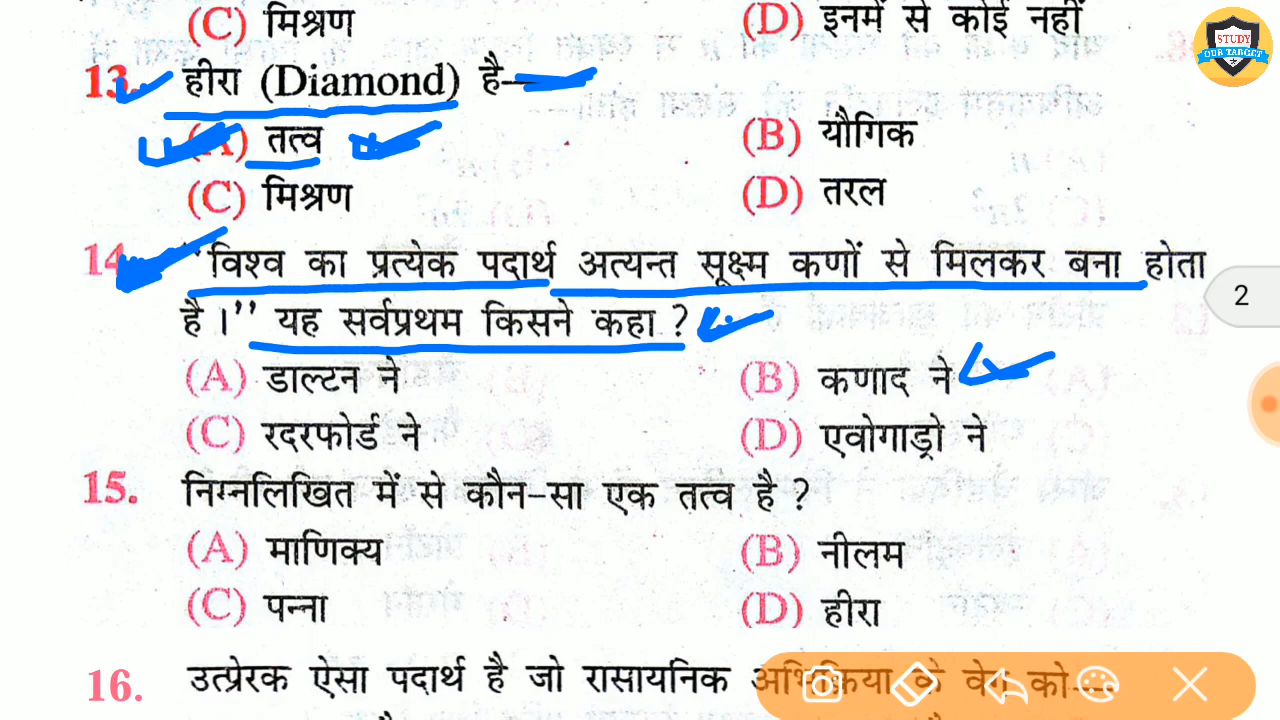 (C) मिश्रण (D) इनमें से कोई नहीं
STUDY
OUR TARGET
13. हीरा (Diamond) है—
(A) तत्व (B) यौगिक
(C) मिश्रण (D) तरल
14. “विश्व का प्रत्येक पदार्थ अत्यन्त सूक्ष्म कणों से मिलकर बना होता
है।” यह सर्वप्रथम किसने कहा ?
2
(A) डाल्टन ने (B) कणाद ने
(C) रदरफोर्ड ने (D) एवोगाड्रो ने
15. निम्नलिखित में से कौन-सा एक तत्व है ?
(A) माणिक्य (B) नीलम
(C) पन्ना (D) हीरा
16. उत्प्रेरक ऐसा पदार्थ है जो रासायनिक अभिक्रिया के वेग को—